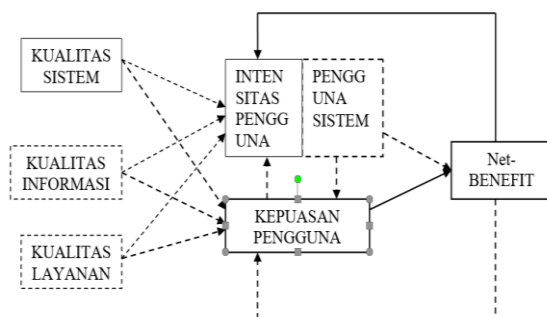 KUALITAS
SISTEM
INTEN
SITAS
PENGG
UNA
PENGG
UNA
SISTEM
KUALITAS
INFORMASI
Net-
BENEFIT
KEPUASAN
PENGGUNA
KUALITAS
LAYANAN